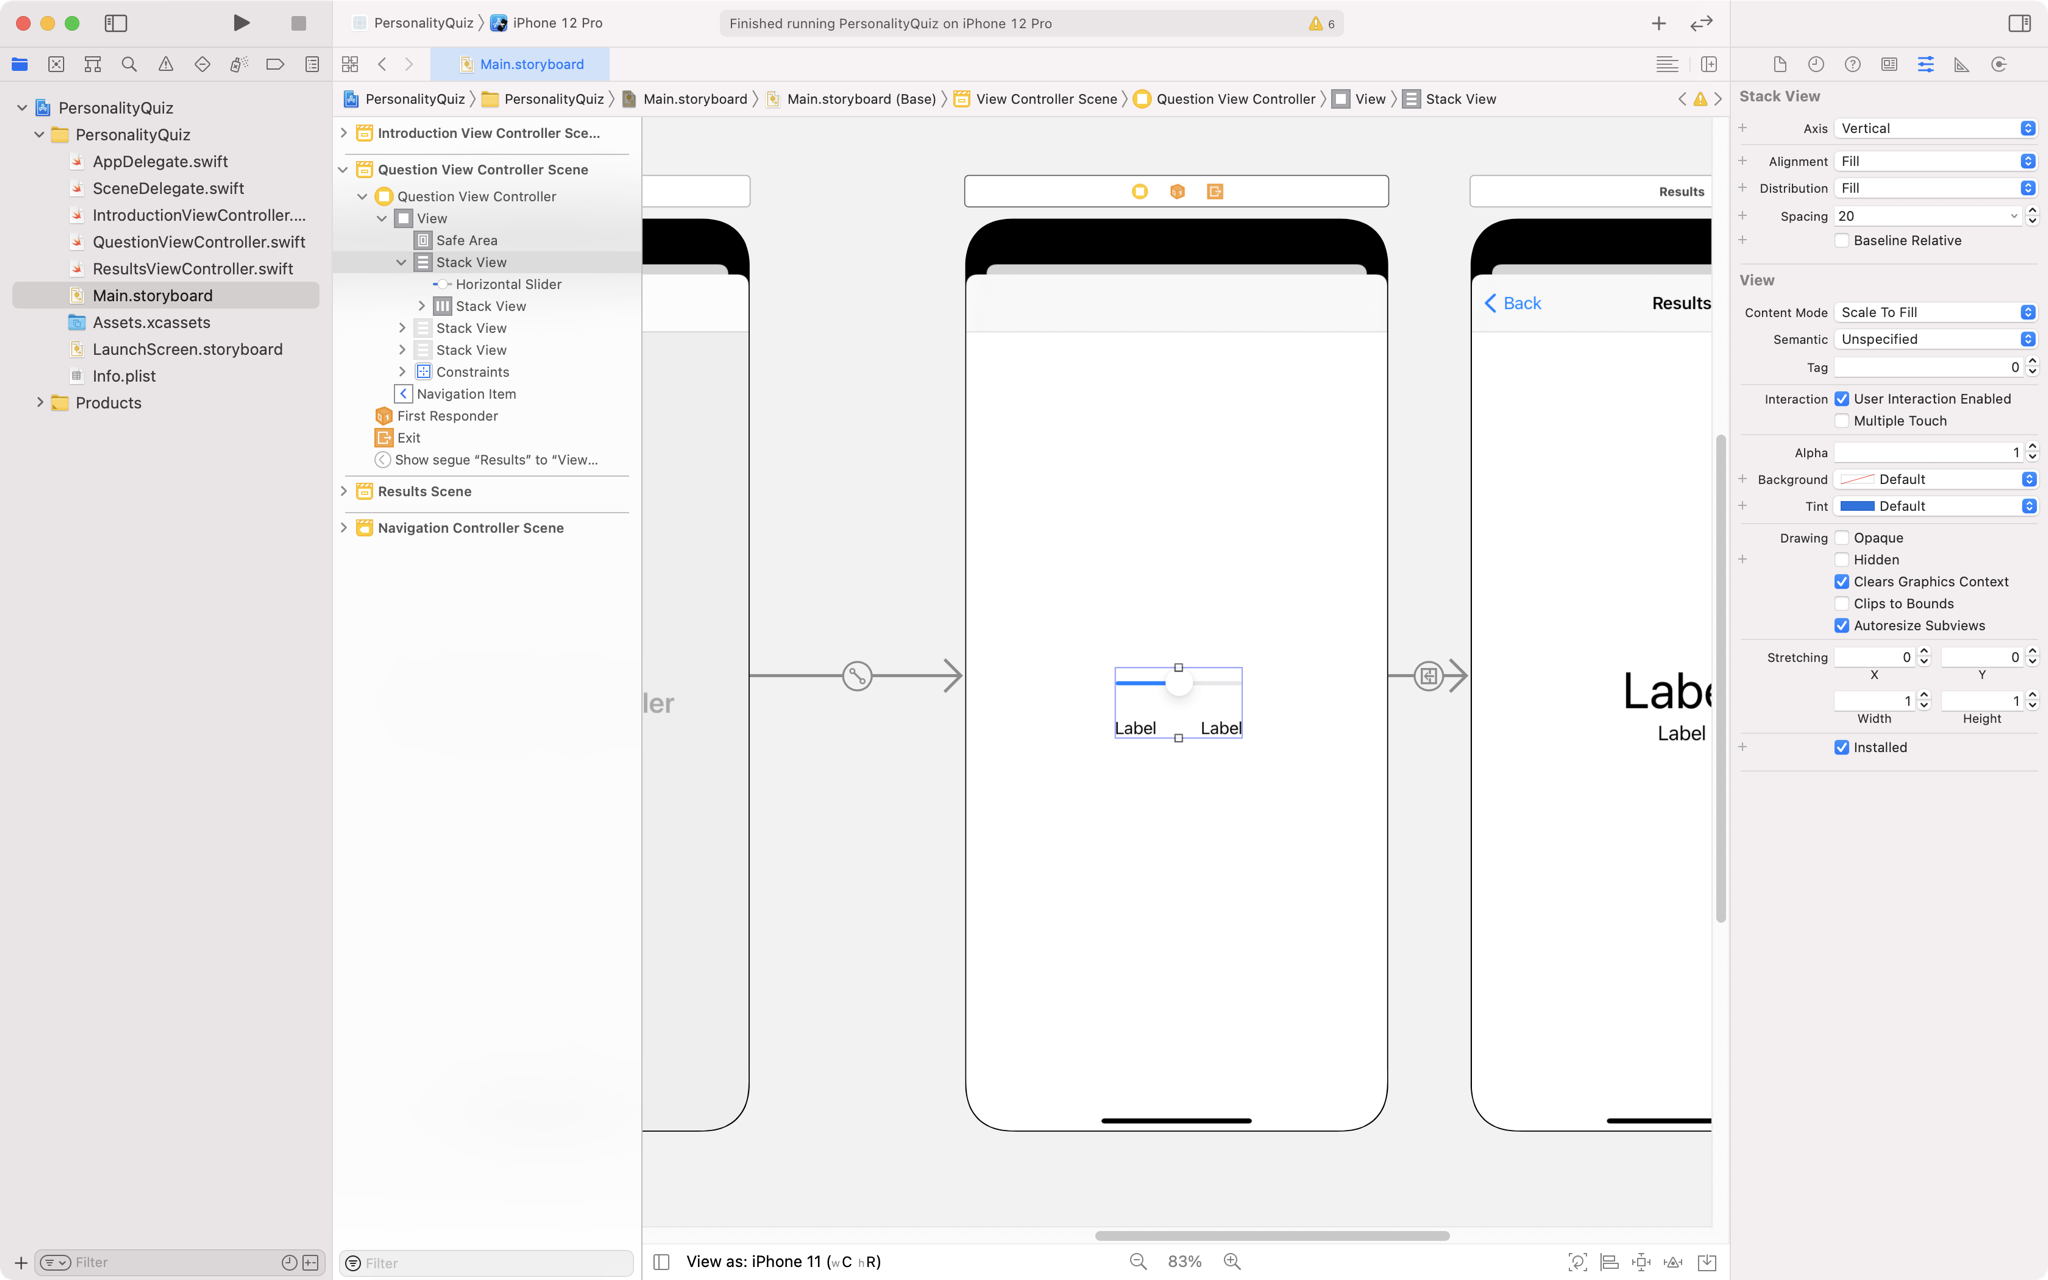 PersonalityQuiz
iPhone 12 Pro
Finished running PersonalityQuiz on iPhone 12 Pro
6
Main.storyboard
PersonalityQuiz
PersonalityQuiz
Main.storyboard
Main.storyboard (Base)
View Controller Scene
Question View Controller
View
Stack View
PersonalityQuiz
PersonalityQuiz
AppDelegate.swift
SceneDelegate.swift
IntroductionViewController....
QuestionViewController.swift
ResultsViewController.swift
Main.storyboard
Assets.xcassets
LaunchScreen.storyboard
Info.plist
Products
Filter
Introduction View Controller Sce...
Question View Controller Scene
Question View Controller
View
Safe Area
Stack View
Horizontal Slider
Stack View
Stack View
Stack View
Constraints
Navigation Item
First Responder
Exit
Show segue “Results” to “View...
Results Scene
Navigation Controller Scene
Filter
ller
Label
Label
Results
Back
Results
Labe
Label
View as: iPhone 11 (wC hR)
83%
Stack View
Axis
Vertical
Alignment
Fill
Distribution
Fill
Spacing
20
Baseline Relative
View
Content Mode
Scale To Fill
Semantic
Unspecified
Tag
0
Interaction
User Interaction Enabled
Multiple Touch
Alpha
1
Background
Default
Tint
Default
Drawing
Opaque
Hidden
Clears Graphics Context
Clips to Bounds
Autoresize Subviews
Stretching
0
0
X
Y
1
1
Width
Height
Installed